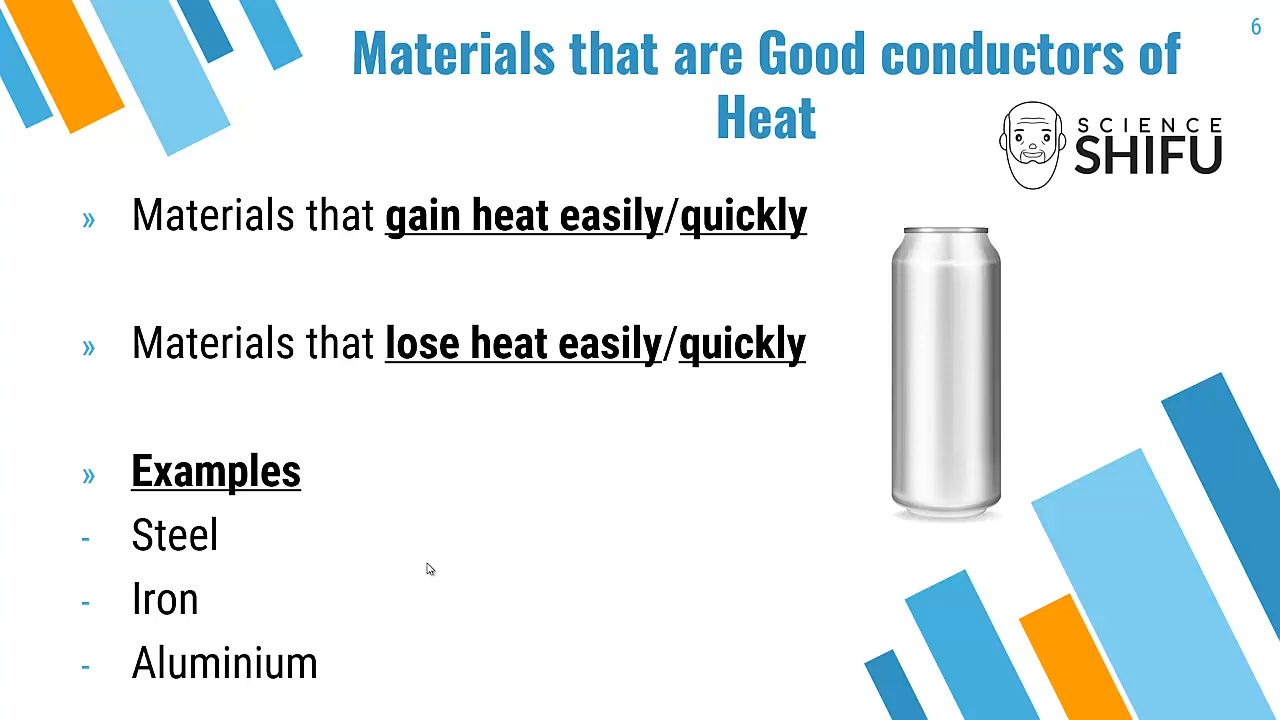 6
Materials that are Good conductors of
Heat
SCIENCE
SHIFU
» Materials that gain heat easily/quickly
» Materials that lose heat easily/quickly
» Examples
- Steel
- Iron
- Aluminium